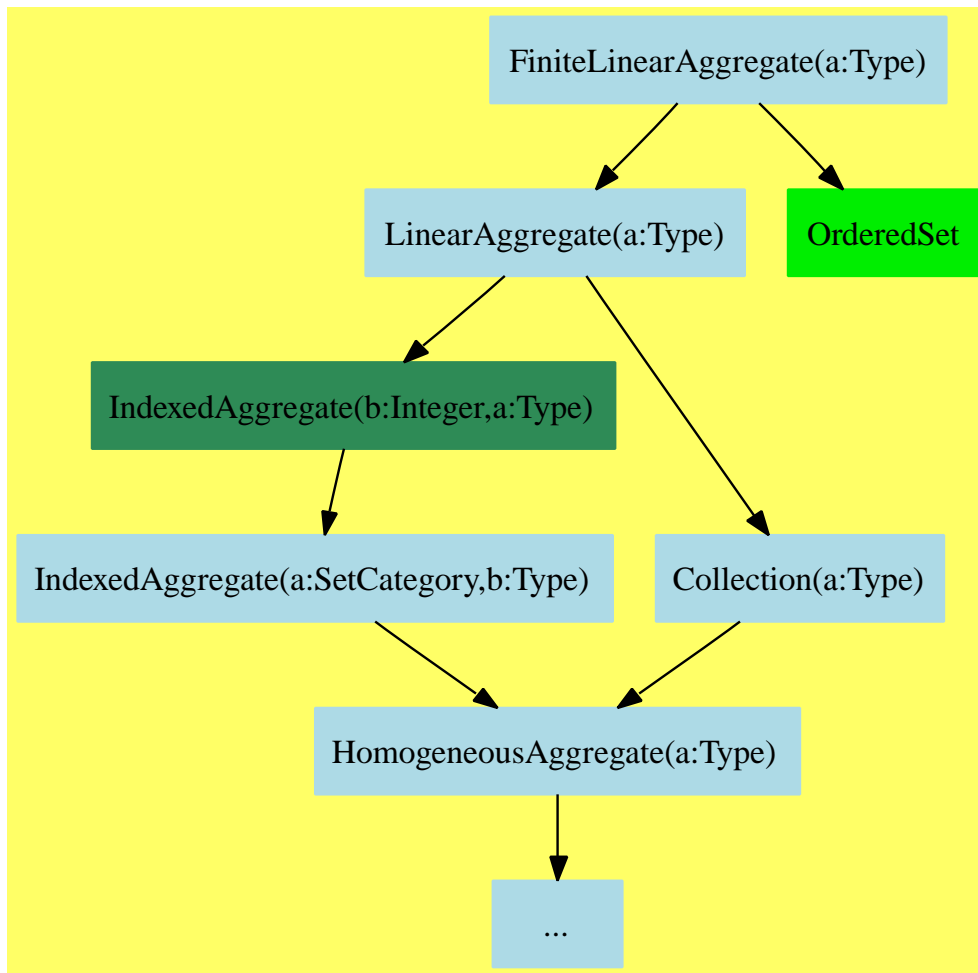 FiniteLinearAggregate(a:Type)
LinearAggregate(a:Type)
OrderedSet
IndexedAggregate(b:Integer,a:Type)
IndexedAggregate(a:SetCategory,b:Type)
Collection(a:Type)
HomogeneousAggregate(a:Type)
...